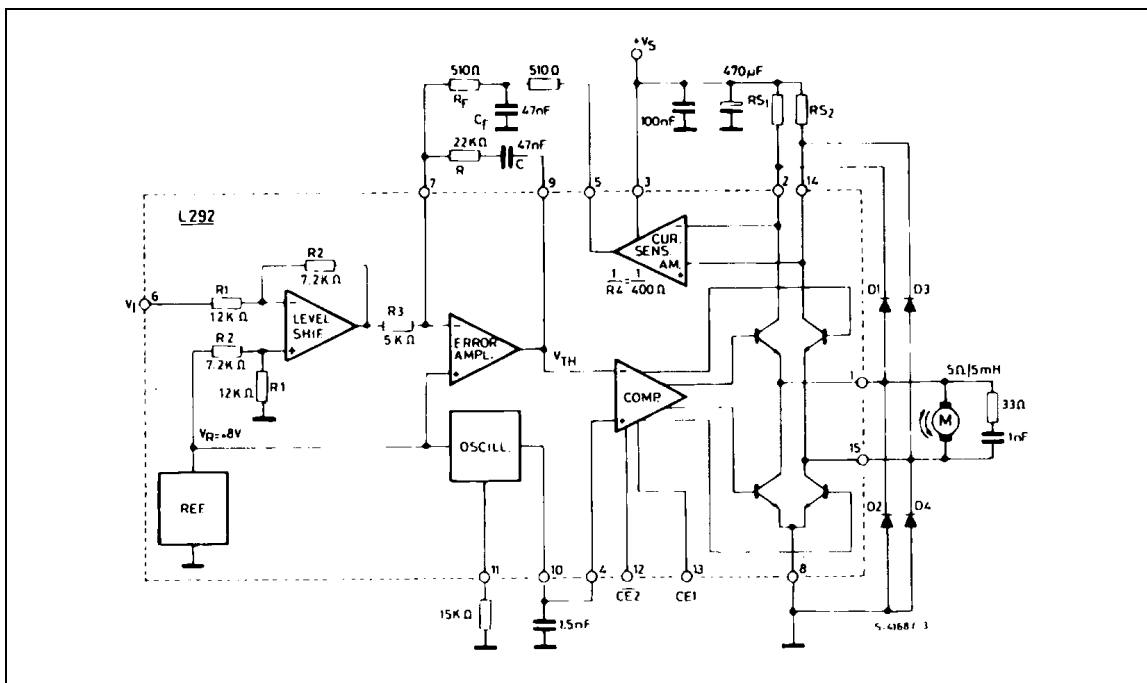 +VS
510Ω
510Ω
470µF
RF
47nF
Cf
RS1
RS2
100nF
22KΩ
47nF
R
C
7
9
5
3
2
14
L292
CUR.
SENS.
AM.
1/R4 = 1/400Ω
R2
7.2KΩ
VI
6
R1
12KΩ
LEVEL
SHIF.
R3
5KΩ
ERROR
AMPL.
R2
7.2KΩ
12KΩ
R1
VTH
COMP.
D1
D3
1
5Ω/5mH
33Ω
M
1nF
15
VR=+8V
OSCILL.
REF
D2
D4
11
10
4
12
13
8
CE2
CE1
15KΩ
1.5nF
S-4168/3